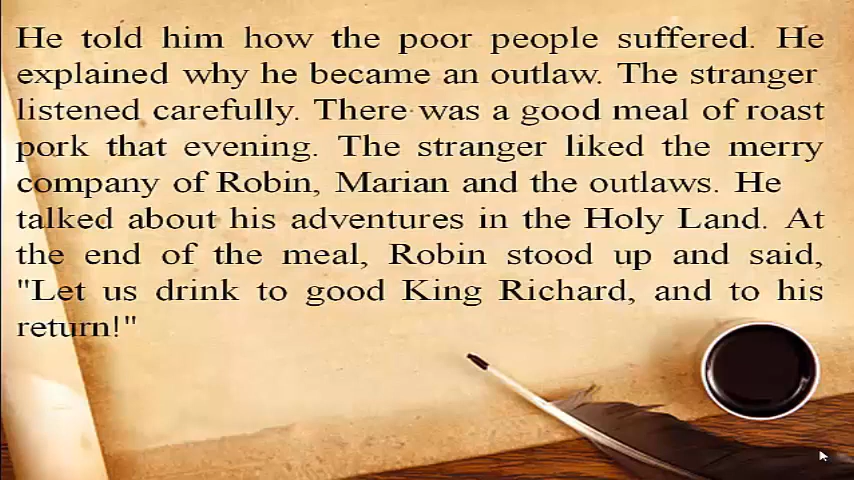 He told him how the poor people suffered. He
explained why he became an outlaw. The stranger
listened carefully. There was a good meal of roast
pork that evening. The stranger liked the merry
company of Robin, Marian and the outlaws. He
talked about his adventures in the Holy Land. At
the end of the meal, Robin stood up and said,
"Let us drink to good King Richard, and to his
return!"